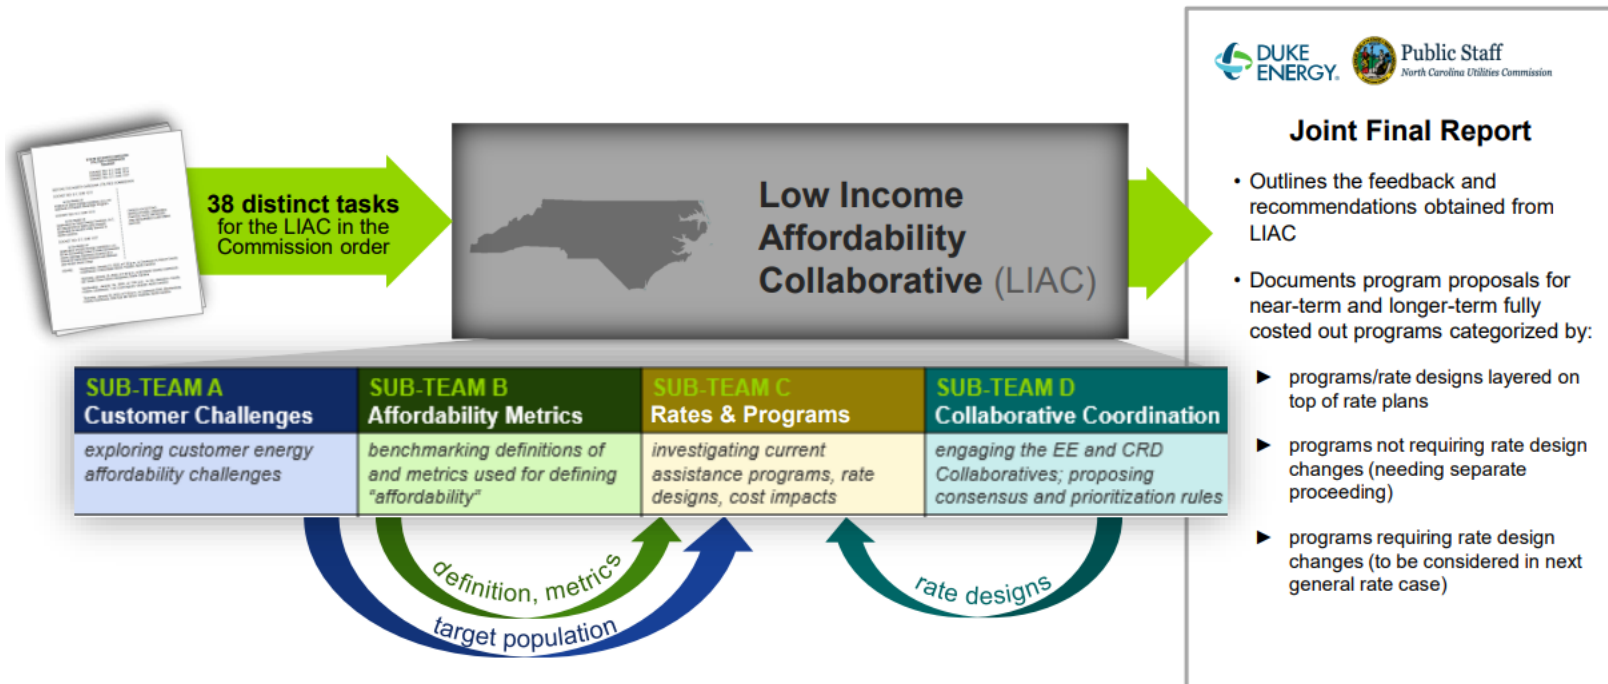 38 distinct tasks
for the LIAC in the
Commission order
Low Income
Affordability
Collaborative (LIAC)
SUB-TEAM A
Customer Challenges
exploring customer energy
affordability challenges
SUB-TEAM B
Affordability Metrics
benchmarking definitions of
and metrics used for defining
"affordability"
SUB-TEAM C
Rates & Programs
investigating current
assistance programs, rate
designs, cost impacts
SUB-TEAM D
Collaborative Coordination
engaging the EE and CRD
Collaboratives; proposing
consensus and prioritization rules
definition, metrics
target population
rate designs
DUKE
ENERGY®
Public Staff
North Carolina Utilities Commission
Joint Final Report
• Outlines the feedback and
recommendations obtained from
LIAC
• Documents program proposals for
near-term and longer-term fully
costed out programs categorized by:
► programs/rate designs layered on
top of rate plans
► programs not requiring rate design
changes (needing separate
proceeding)
► programs requiring rate design
changes (to be considered in next
general rate case)